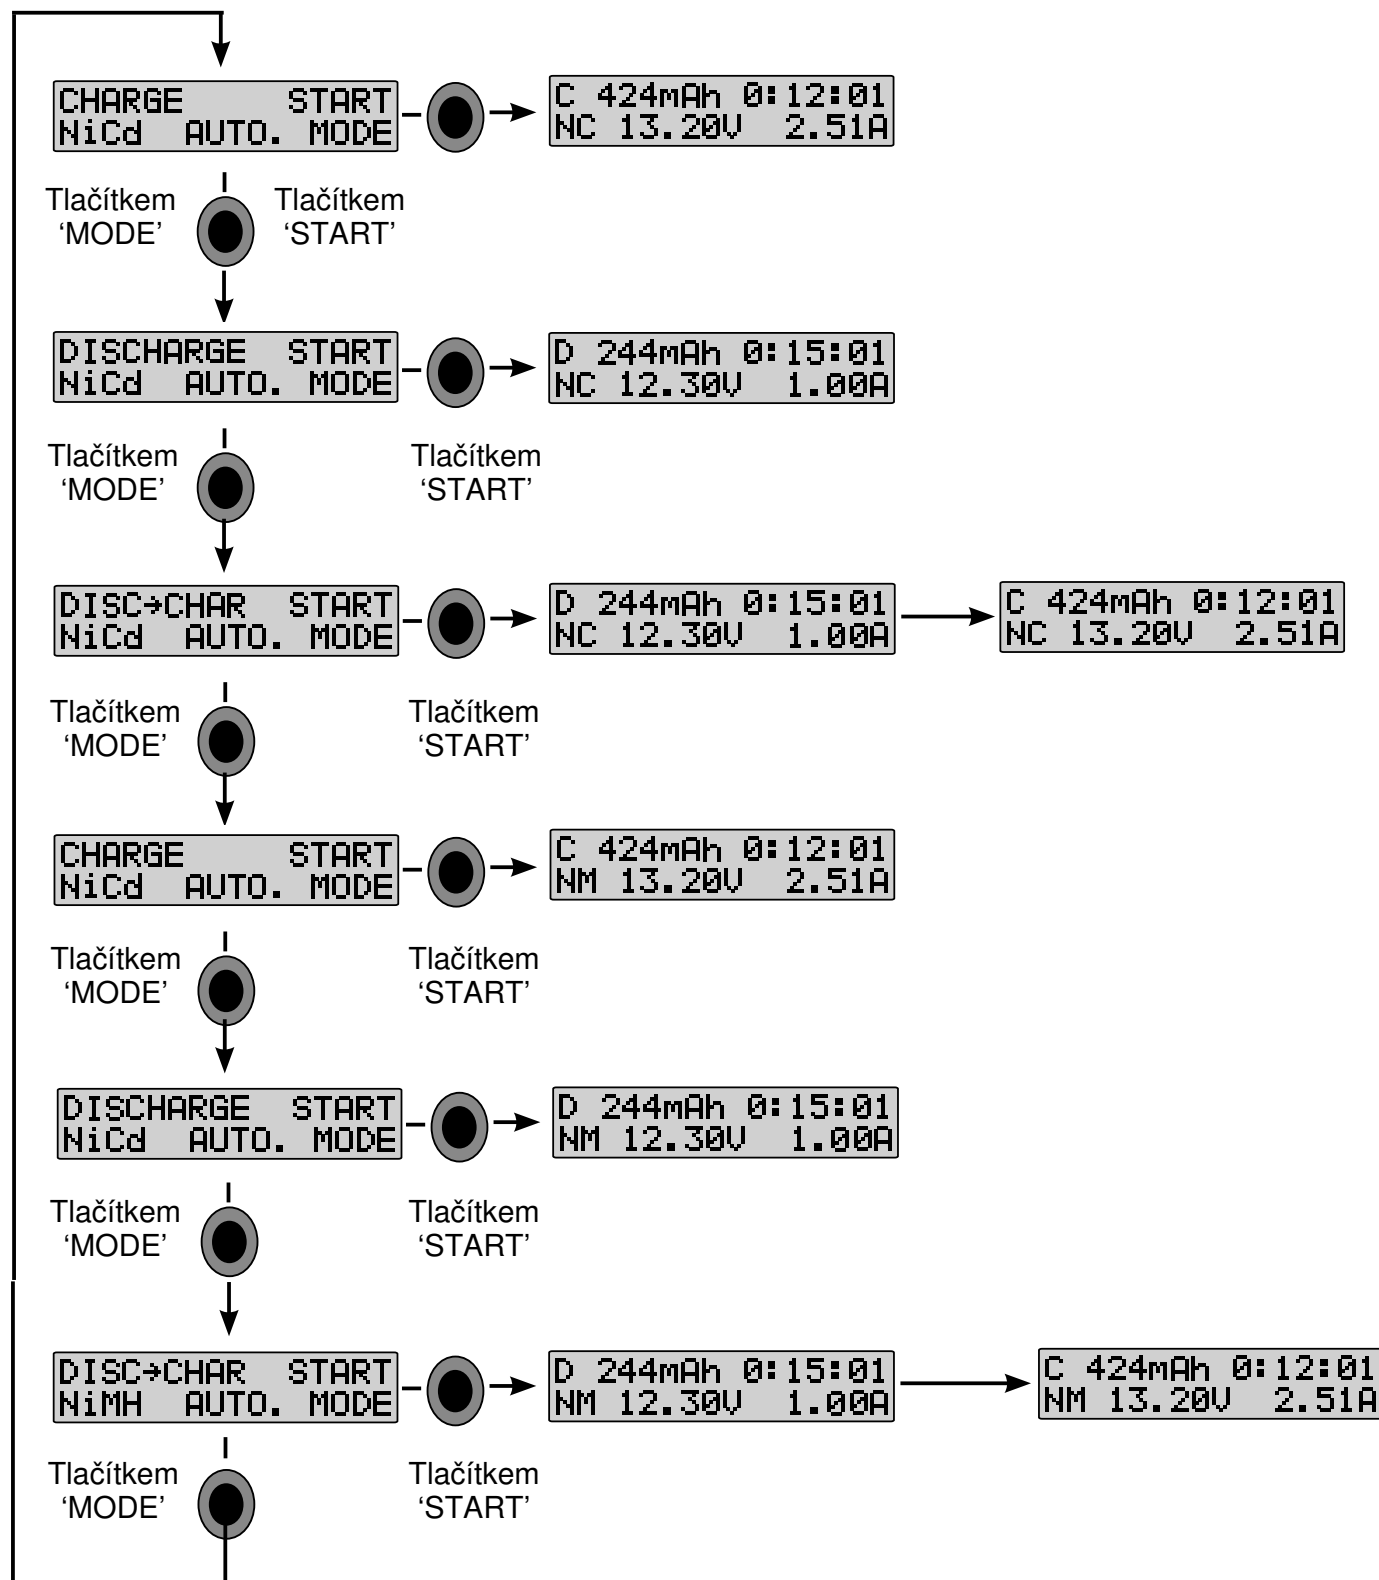 CHARGE START
NiCd AUTO. MODE
C 424mAh 0:12:01
NC 13.20V 2.51A
Tlačítkem
‘MODE’
Tlačítkem
‘START’
DISCHARGE START
NiCd AUTO. MODE
D 244mAh 0:15:01
NC 12.30V 1.00A
Tlačítkem
‘MODE’
Tlačítkem
‘START’
DISC→CHAR START
NiCd AUTO. MODE
D 244mAh 0:15:01
NC 12.30V 1.00A
C 424mAh 0:12:01
NC 13.20V 2.51A
Tlačítkem
‘MODE’
Tlačítkem
‘START’
CHARGE START
NiCd AUTO. MODE
C 424mAh 0:12:01
NM 13.20V 2.51A
Tlačítkem
‘MODE’
Tlačítkem
‘START’
DISCHARGE START
NiCd AUTO. MODE
D 244mAh 0:15:01
NM 12.30V 1.00A
Tlačítkem
‘MODE’
Tlačítkem
‘START’
DISC→CHAR START
NiMH AUTO. MODE
D 244mAh 0:15:01
NM 12.30V 1.00A
C 424mAh 0:12:01
NM 13.20V 2.51A
Tlačítkem
‘MODE’
Tlačítkem
‘START’